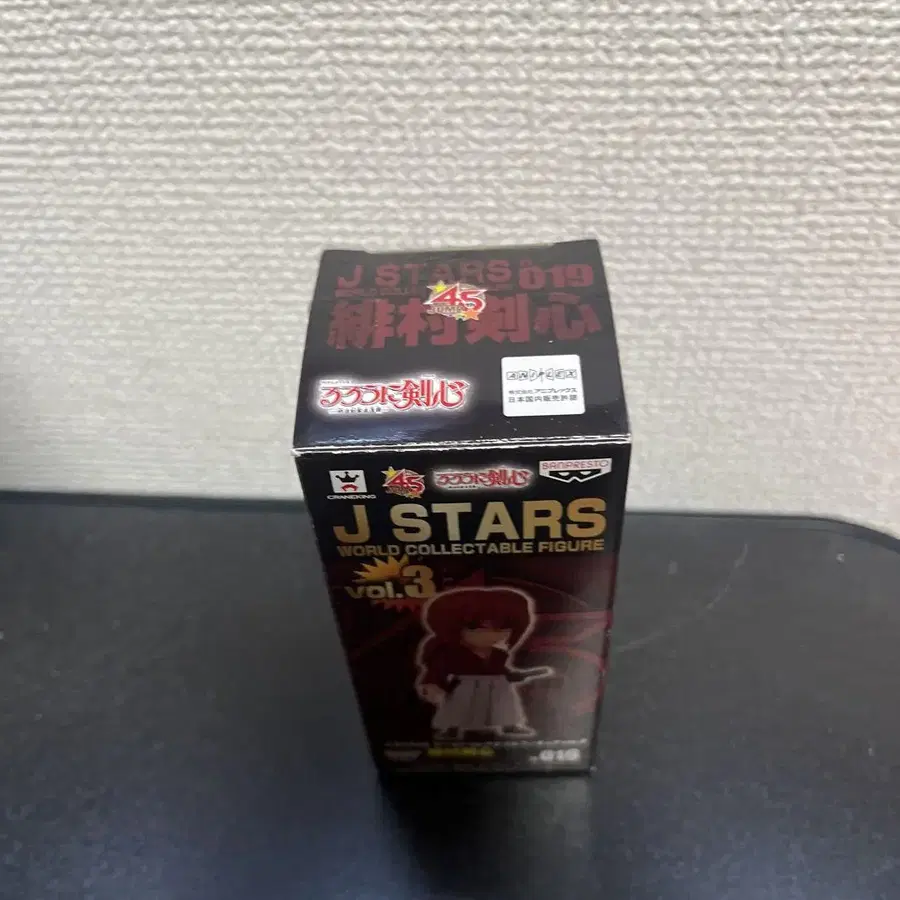 J STARS 019
45
JUMP
緋村剣心
るろうに剣心
ANIPLEX
株式会社アニプレックス
日本国内販売許諾
CRANEKING
45
るろうに剣心
BANPRESTO
J STARS
WORLD COLLECTABLE FIGURE
vol.3
019